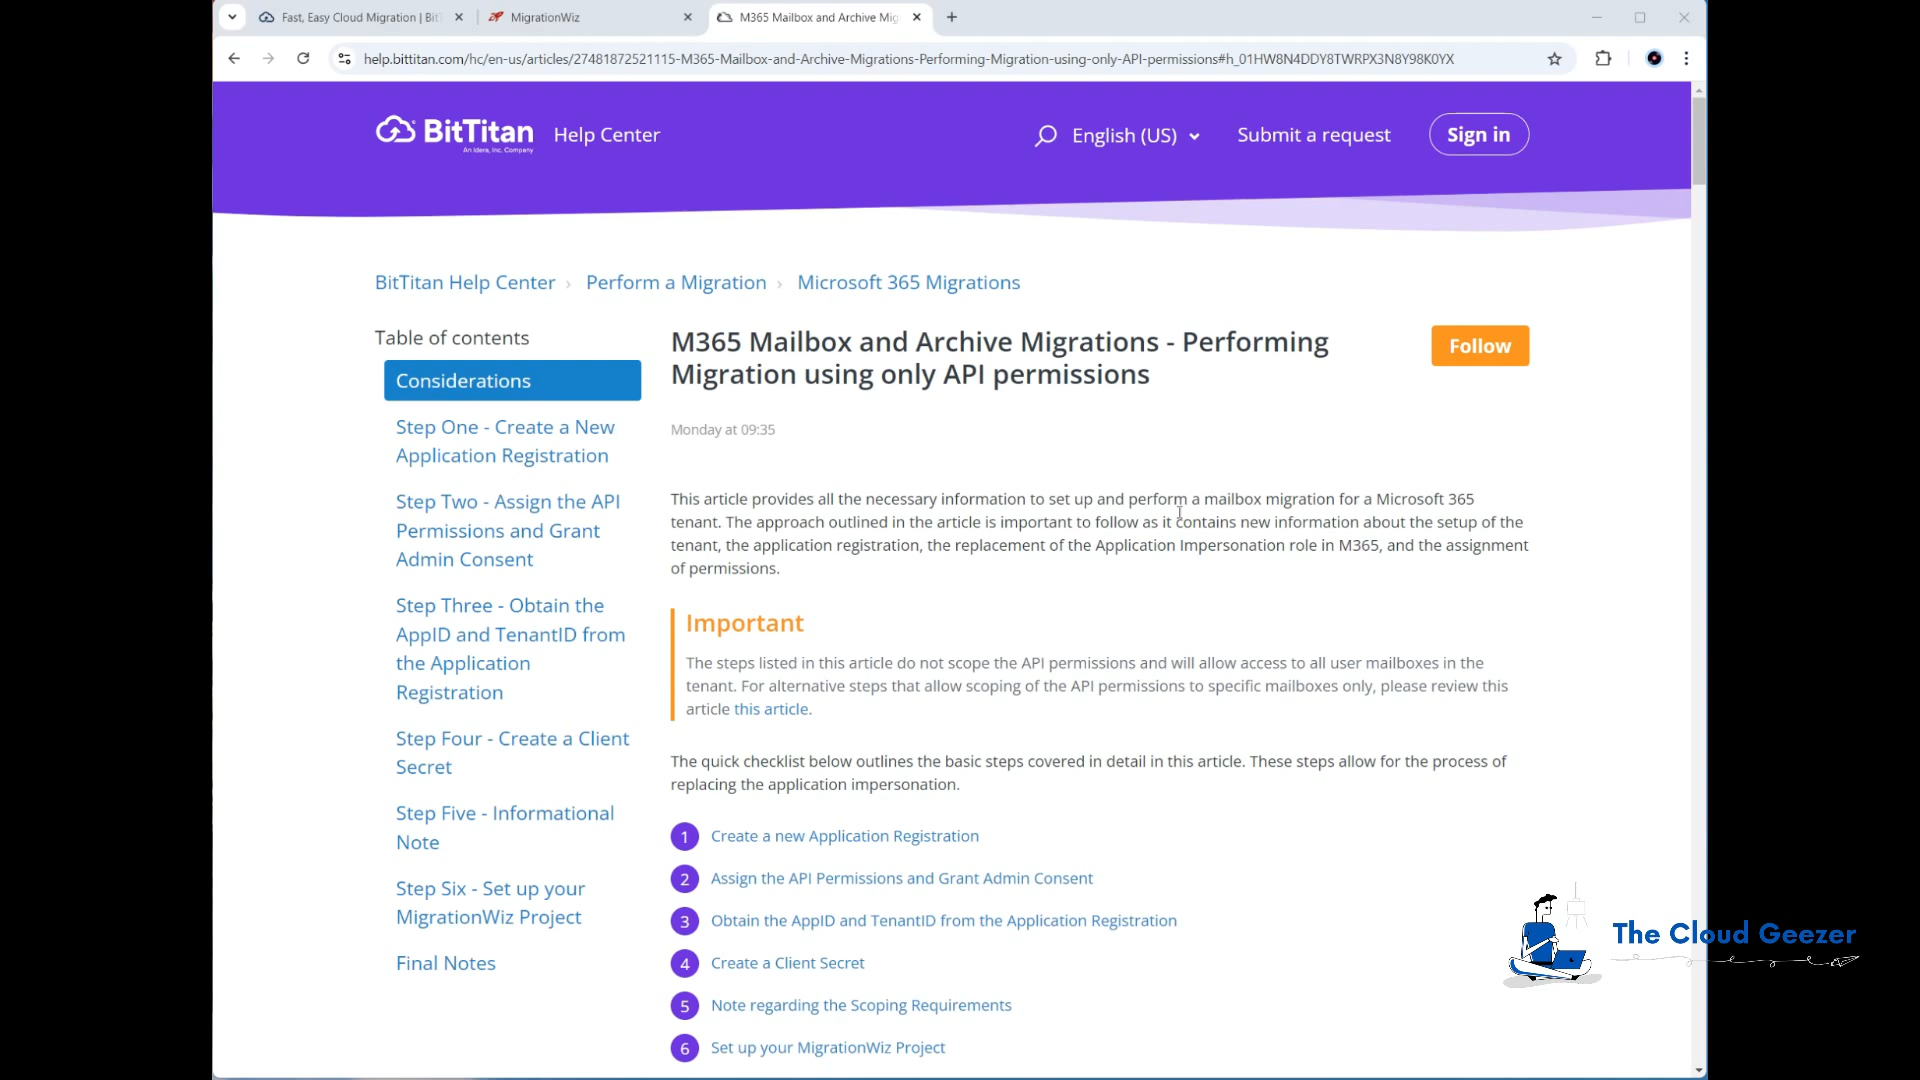 Fast, Easy Cloud Migration | Bit
MigrationWiz
M365 Mailbox and Archive Mig
help.bittitan.com/hc/en-us/articles/27481872521115-M365-Mailbox-and-Archive-Migrations-Performing-Migration-using-only-API-permissions#h_01HW8N4DDY8TWRPX3N8Y98K0YX
BitTitan
An Idera, Inc. Company
Help Center
English (US)
Submit a request
Sign in
BitTitan Help Center › Perform a Migration › Microsoft 365 Migrations
Table of contents
Considerations
Step One - Create a New
Application Registration
Step Two - Assign the API
Permissions and Grant
Admin Consent
Step Three - Obtain the
AppID and TenantID from
the Application
Registration
Step Four - Create a Client
Secret
Step Five - Informational
Note
Step Six - Set up your
MigrationWiz Project
Final Notes
M365 Mailbox and Archive Migrations - Performing
Migration using only API permissions
Follow
Monday at 09:35
This article provides all the necessary information to set up and perform a mailbox migration for a Microsoft 365
tenant. The approach outlined in the article is important to follow as it contains new information about the setup of the
tenant, the application registration, the replacement of the Application Impersonation role in M365, and the assignment
of permissions.
Important
The steps listed in this article do not scope the API permissions and will allow access to all user mailboxes in the
tenant. For alternative steps that allow scoping of the API permissions to specific mailboxes only, please review this
article this article.
The quick checklist below outlines the basic steps covered in detail in this article. These steps allow for the process of
replacing the application impersonation.
1 Create a new Application Registration
2 Assign the API Permissions and Grant Admin Consent
3 Obtain the AppID and TenantID from the Application Registration
4 Create a Client Secret
5 Note regarding the Scoping Requirements
6 Set up your MigrationWiz Project
The Cloud Geezer